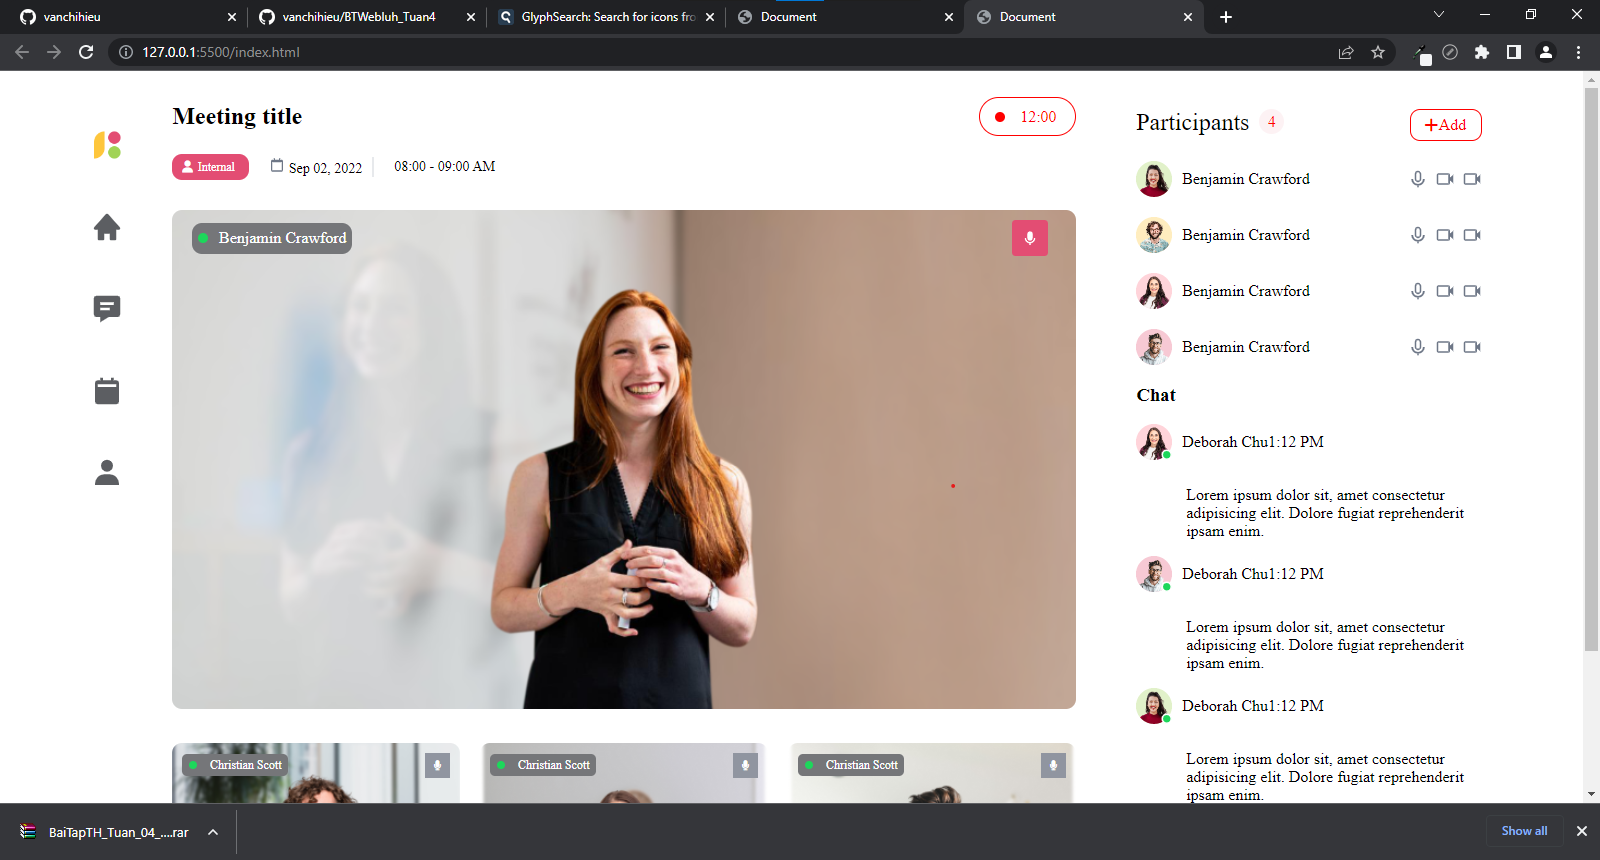 vanchihieu
vanchihieu/BTWebluh_Tuan4
GlyphSearch: Search for icons fro
Document
Document
127.0.0.1:5500/index.html
Meeting title
12:00
Internal
Sep 02, 2022
08:00 - 09:00 AM
Benjamin Crawford
Christian Scott
Christian Scott
Christian Scott
Participants
4
+Add
Benjamin Crawford
Benjamin Crawford
Benjamin Crawford
Benjamin Crawford
Chat
Deborah Chu1:12 PM
Lorem ipsum dolor sit, amet consectetur
adipisicing elit. Dolore fugiat reprehenderit
ipsam enim.
Deborah Chu1:12 PM
Lorem ipsum dolor sit, amet consectetur
adipisicing elit. Dolore fugiat reprehenderit
ipsam enim.
Deborah Chu1:12 PM
Lorem ipsum dolor sit, amet consectetur
adipisicing elit. Dolore fugiat reprehenderit
ipsam enim.
BaiTapTH_Tuan_04_....rar
Show all